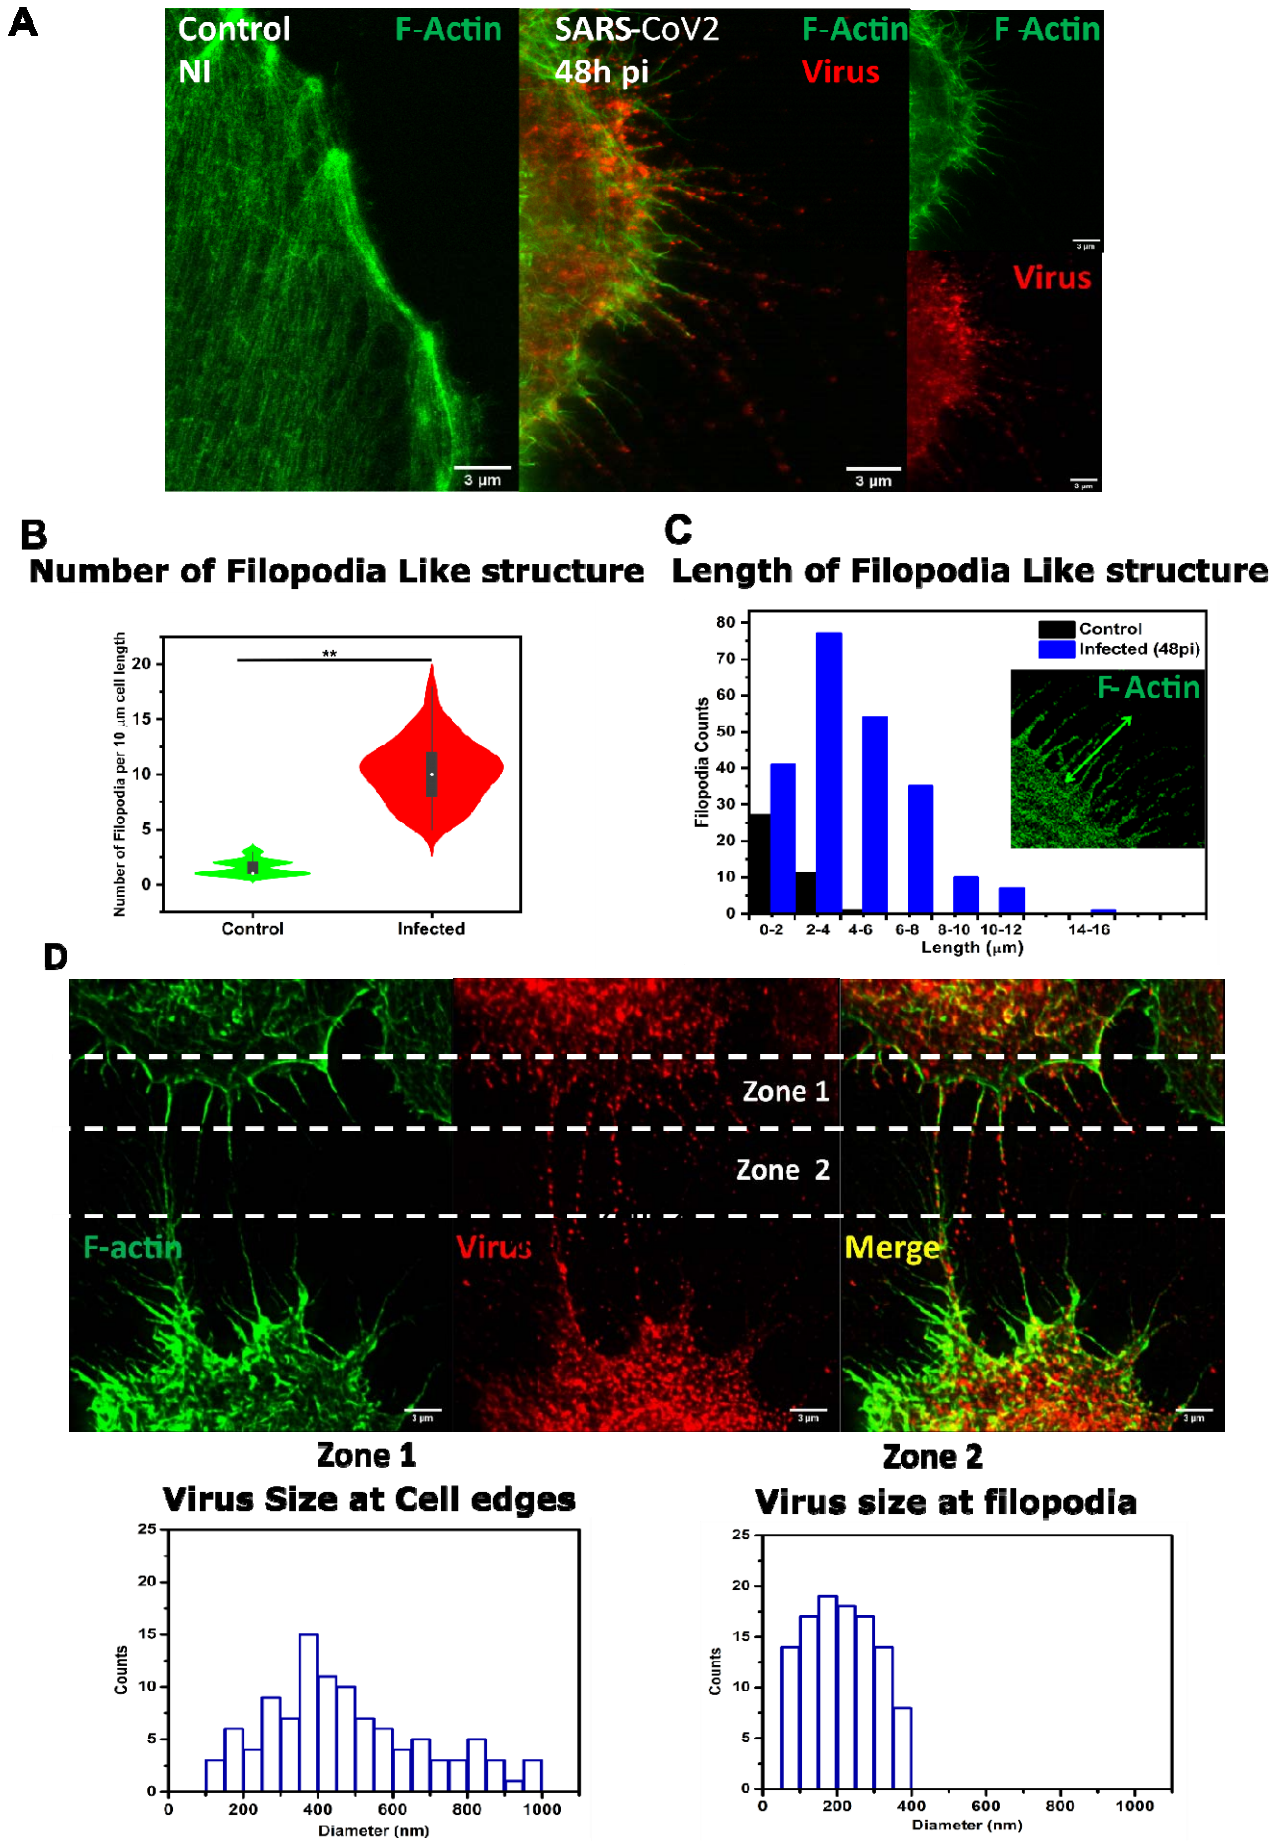 A
Control
NI
F-Actin
SARS-CoV2
48h pi
F-Actin
Virus
F-Actin
Virus
3 µm
3 µm
3 µm
3 µm
B
Number of Filopodia Like structure
Number of Filopodia per 10 µm cell length
20
15
10
5
0
**
Control
Infected
C
Length of Filopodia Like structure
Filopodia Counts
80
70
60
50
40
30
20
10
0
Control
Infected (48pi)
F-Actin
0-2
2-4
4-6
6-8
8-10
10-12
14-16
Length (µm)
D
Zone 1
Zone 2
F-actin
Virus
Merge
3 µm
3 µm
3 µm
Zone 1
Virus Size at Cell edges
Counts
25
20
15
10
5
0
0
200
400
600
800
1000
Diameter (nm)
Zone 2
Virus size at filopodia
Counts
25
20
15
10
5
0
0
200
400
600
800
1000
Diameter (nm)